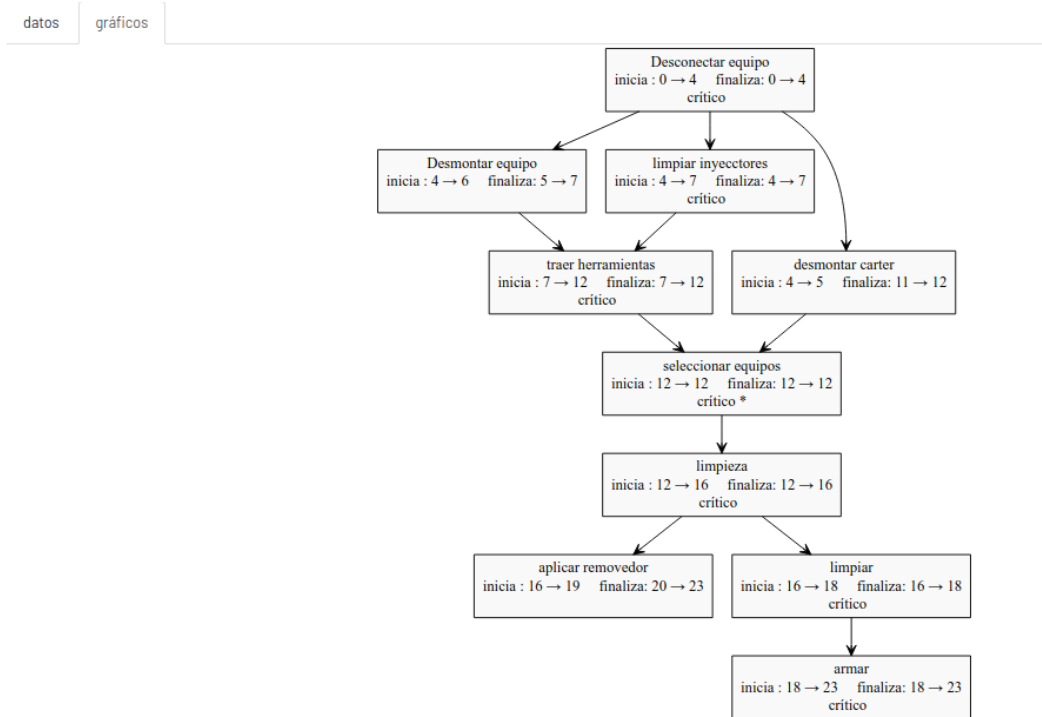 datos gráficos
Desconectar equipo
inicia : 0 → 4 finaliza: 0 → 4
crítico
Desmontar equipo
inicia : 4 → 6 finaliza: 5 → 7
limpiar inyecctores
inicia : 4 → 7 finaliza: 4 → 7
crítico
traer herramientas
inicia : 7 → 12 finaliza: 7 → 12
crítico
desmontar carter
inicia : 4 → 5 finaliza: 11 → 12
seleccionar equipos
inicia : 12 → 12 finaliza: 12 → 12
crítico *
limpieza
inicia : 12 → 16 finaliza: 12 → 16
crítico
aplicar removedor
inicia : 16 → 19 finaliza: 20 → 23
limpiar
inicia : 16 → 18 finaliza: 16 → 18
crítico
armar
inicia : 18 → 23 finaliza: 18 → 23
crítico